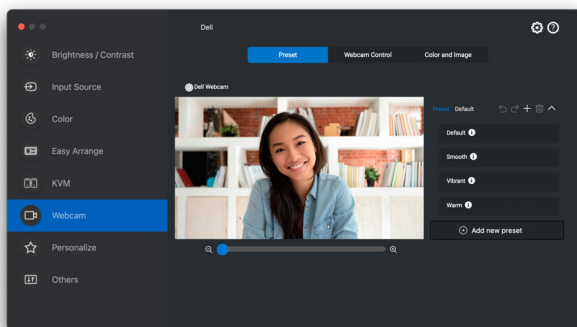 Dell
Brightness / Contrast
Input Source
Color
Easy Arrange
KVM
Webcam
Personalize
Others
Preset
Webcam Control
Color and Image
Dell Webcam
Preset Default
Default
Smooth
Vibrant
Warm
Add new preset